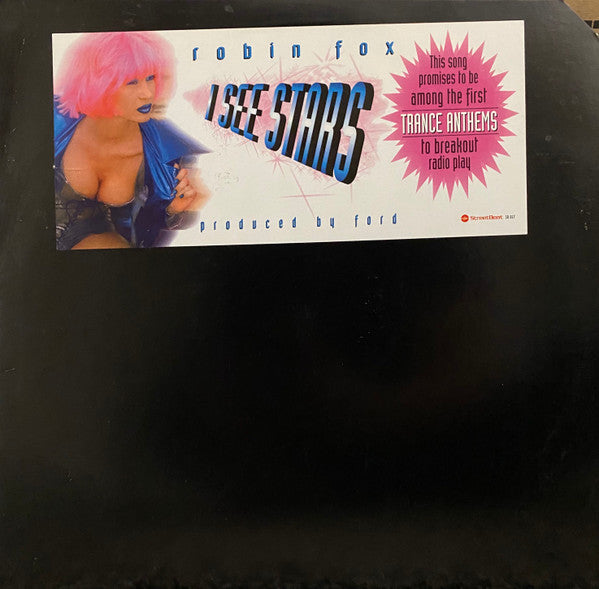 robin fox
I SEE STARS
produced by ford
This song
promises to be
among the first
TRANCE ANTHEMS
to breakout
radio play
StreetBeat